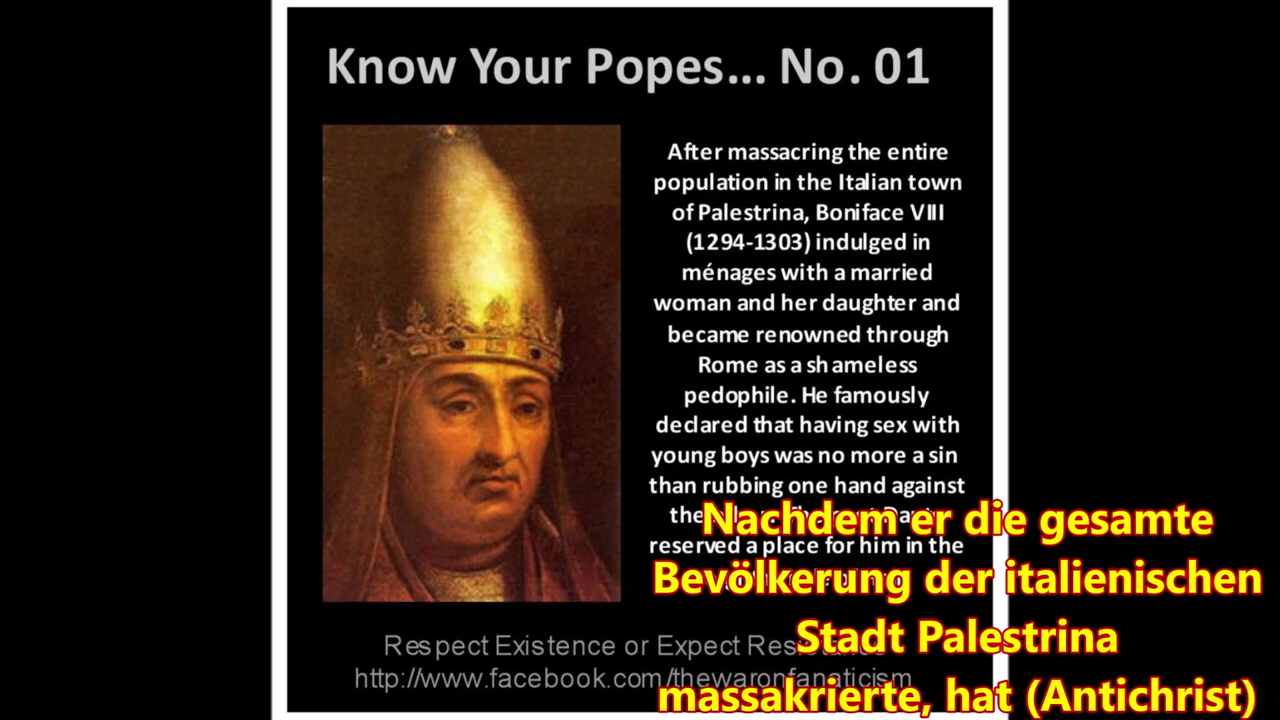 Know Your Popes... No. 01
After massacring the entire
population in the Italian town
of Palestrina, Boniface VIII
(1294-1303) indulged in
ménages with a married
woman and her daughter and
became renowned through
Rome as a shameless
pedophile. He famously
declared that having sex with
young boys was no more a sin
than rubbing one hand against
reserved a place for him in the
Nachdem er die gesamte
Bevölkerung der italienischen
Stadt Palestrina
massakrierte, hat (Antichrist)
Respect Existence or Expect
http://www.facebook.com/thewaronfanaticism